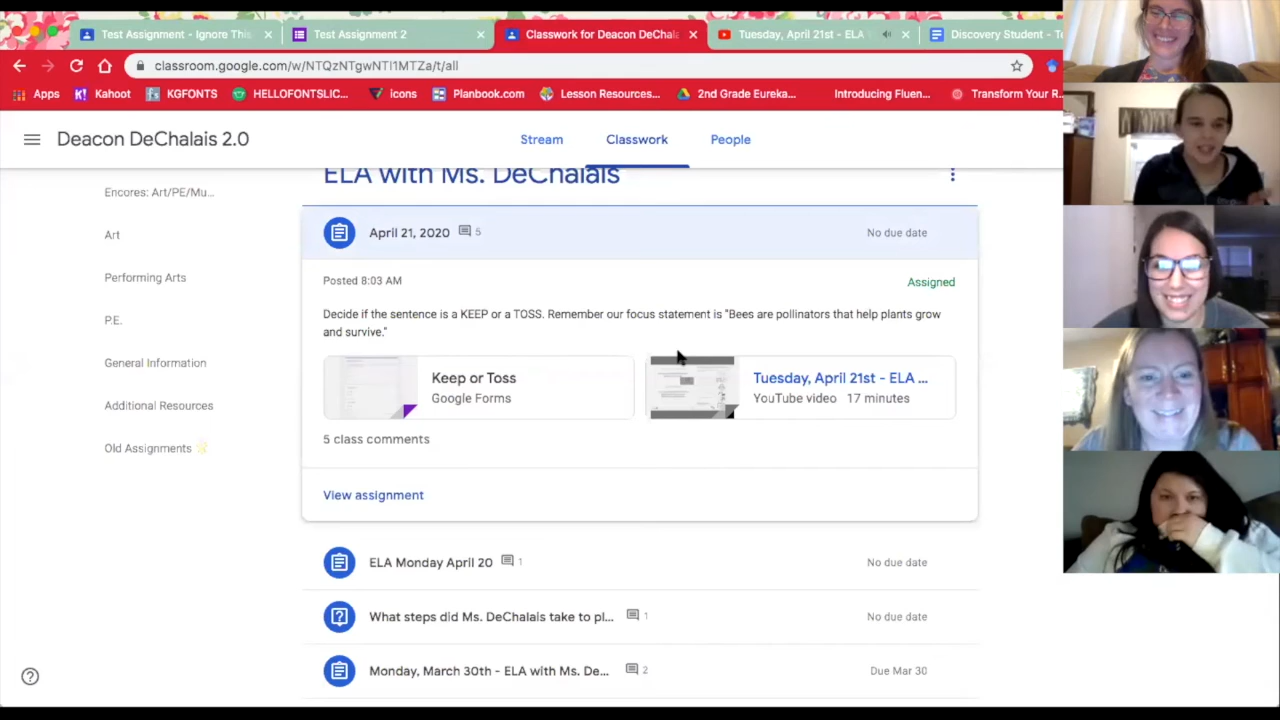 Test Assignment - Ignore This
Test Assignment 2
Classwork for Deacon DeChala
Tuesday, April 21st - ELA
Discovery Student - Te
classroom.google.com/w/NTQzNTgwNTI1MTZa/t/all
Apps
Kahoot
KGFONTS
HELLOFONTSLIC...
icons
Planbook.com
Lesson Resources...
2nd Grade Eureka...
Introducing Fluen...
Transform Your R...
Deacon DeChalais 2.0
Stream
Classwork
People
ELA with Ms. DeChalais
Encores: Art/PE/Mu...
Art
Performing Arts
P.E.
General Information
Additional Resources
Old Assignments
April 21, 2020
5
No due date
Posted 8:03 AM
Assigned
Decide if the sentence is a KEEP or a TOSS. Remember our focus statement is "Bees are pollinators that help plants grow
and survive."
Keep or Toss
Google Forms
Tuesday, April 21st - ELA ...
YouTube video 17 minutes
5 class comments
View assignment
ELA Monday April 20
1
No due date
What steps did Ms. DeChalais take to pl...
1
No due date
Monday, March 30th - ELA with Ms. De...
2
Due Mar 30